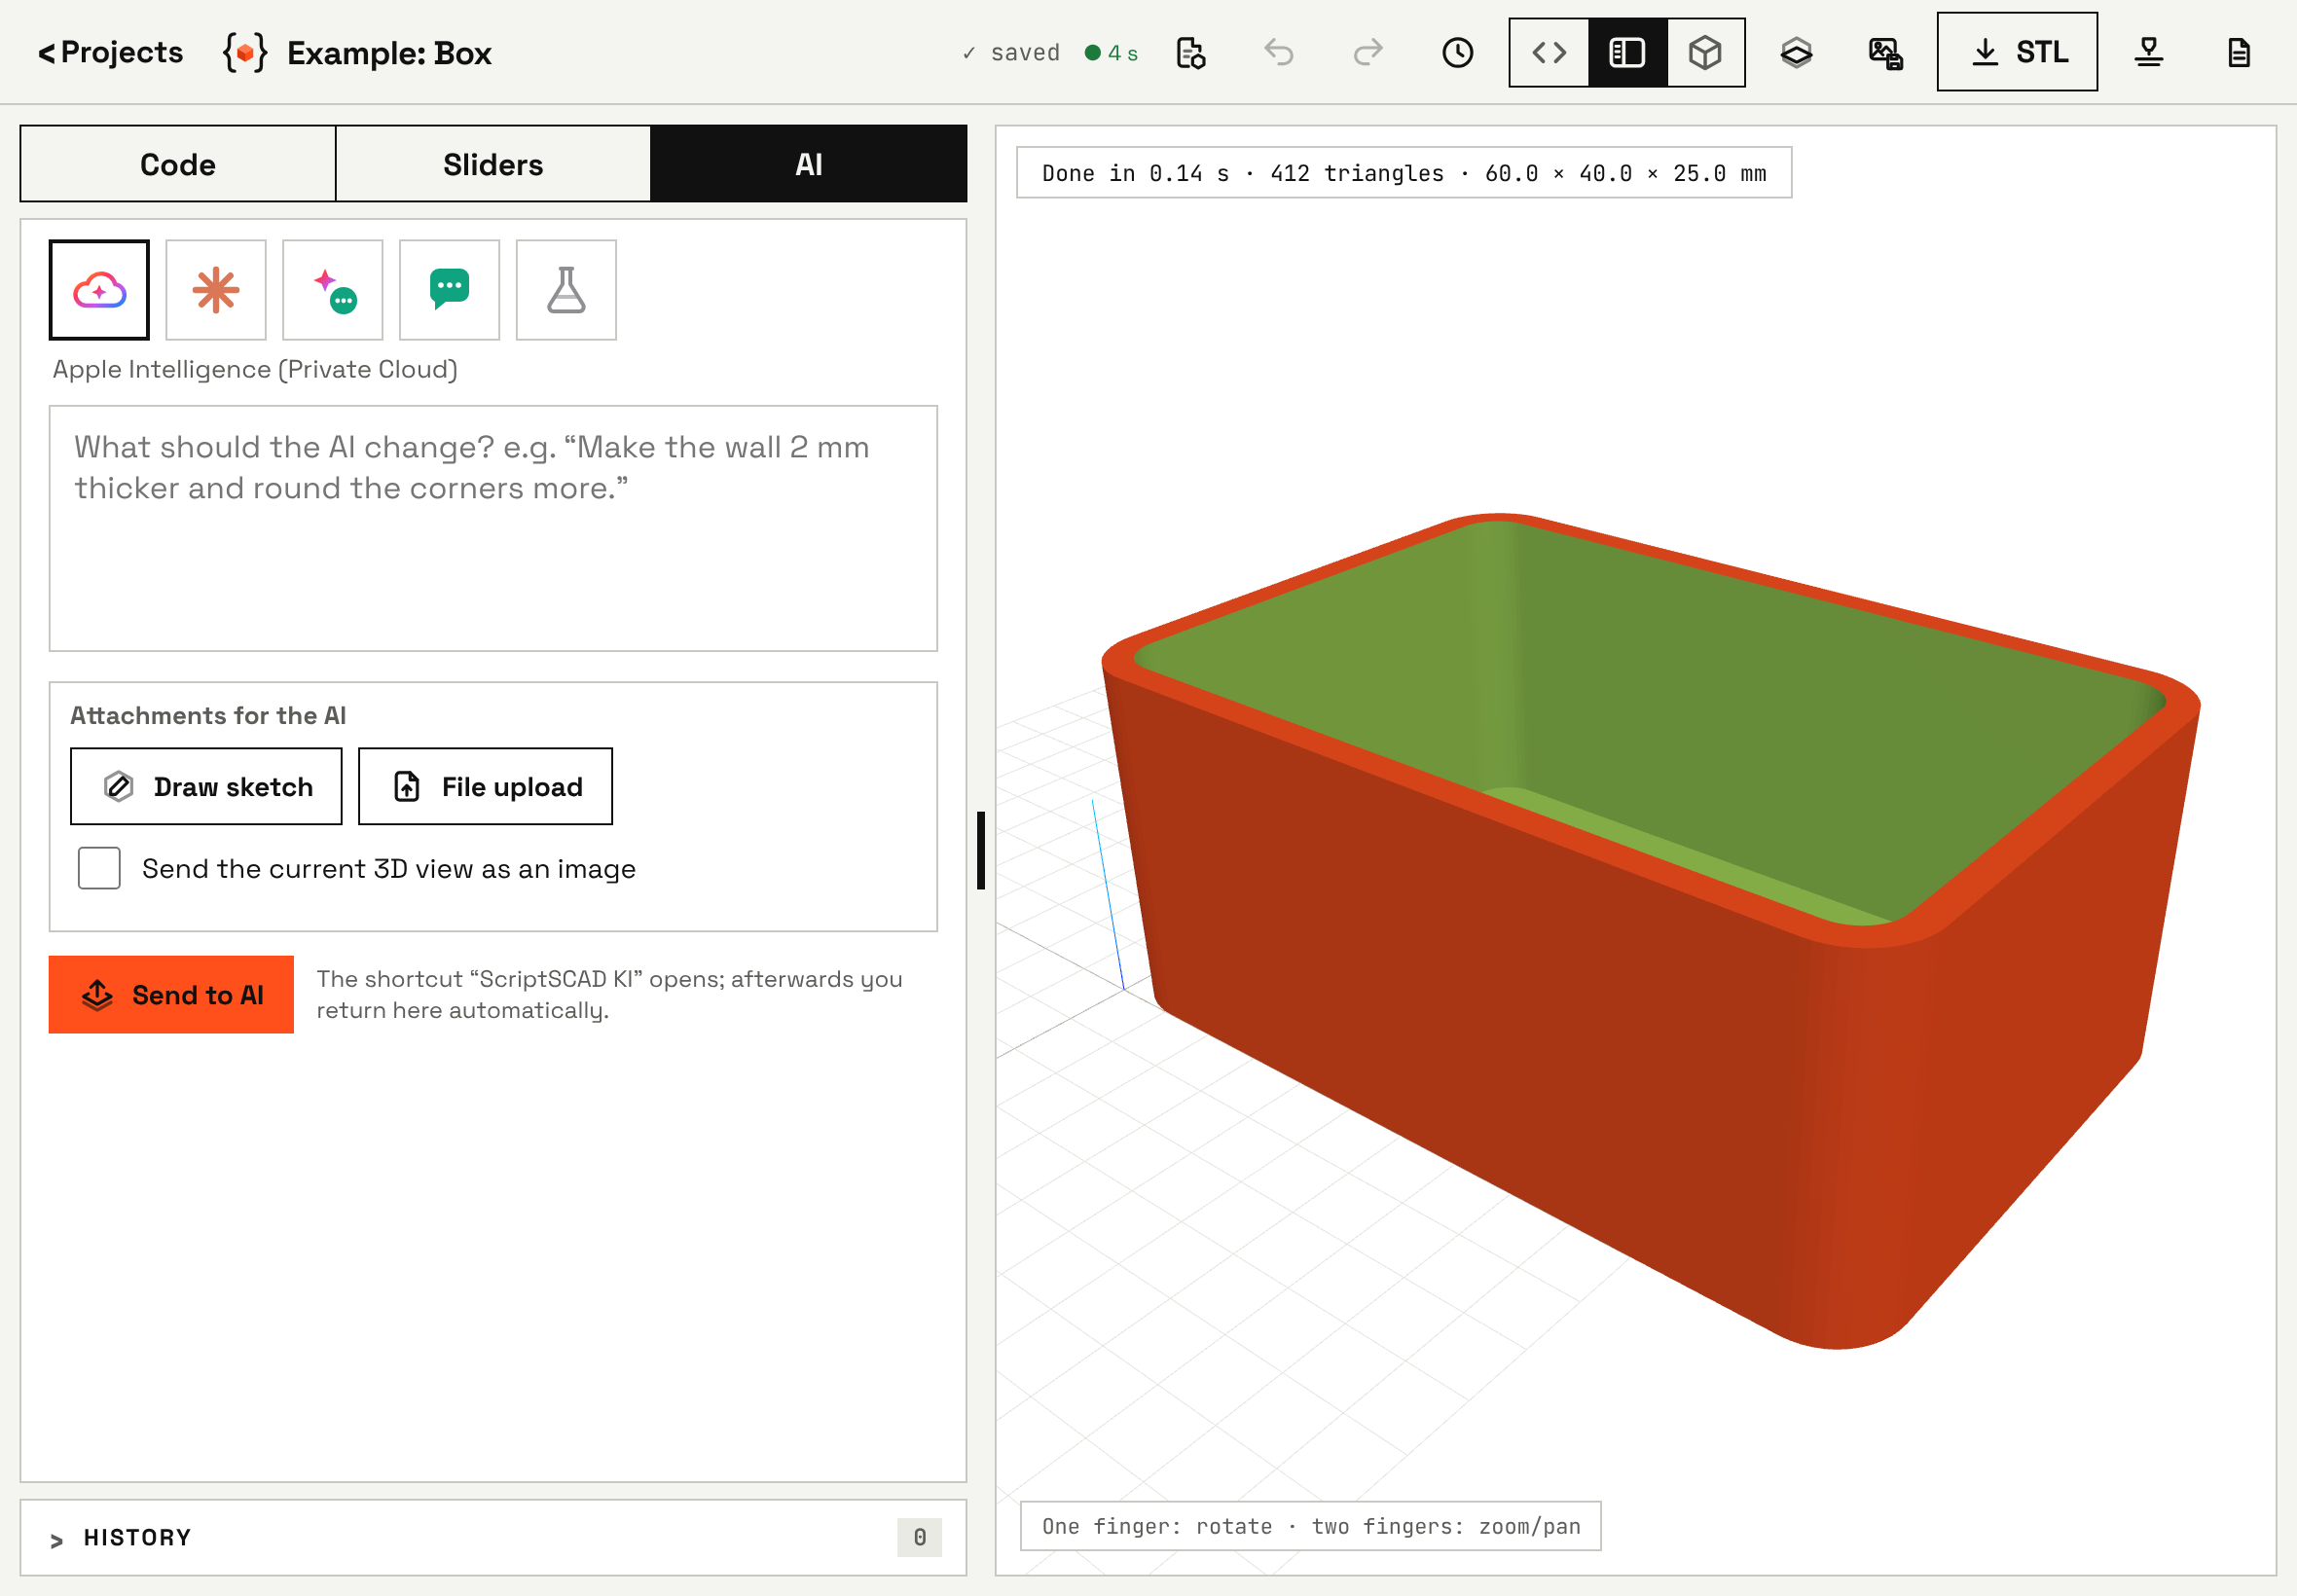 < Projects
Example: Box
✓ saved
4 s
STL
Code
Sliders
AI
Apple Intelligence (Private Cloud)
What should the AI change? e.g. “Make the wall 2 mm
thicker and round the corners more.”
Attachments for the AI
Draw sketch
File upload
Send the current 3D view as an image
Send to AI
The shortcut “ScriptSCAD KI” opens; afterwards you
return here automatically.
> HISTORY
0
Done in 0.14 s · 412 triangles · 60.0 × 40.0 × 25.0 mm
One finger: rotate · two fingers: zoom/pan